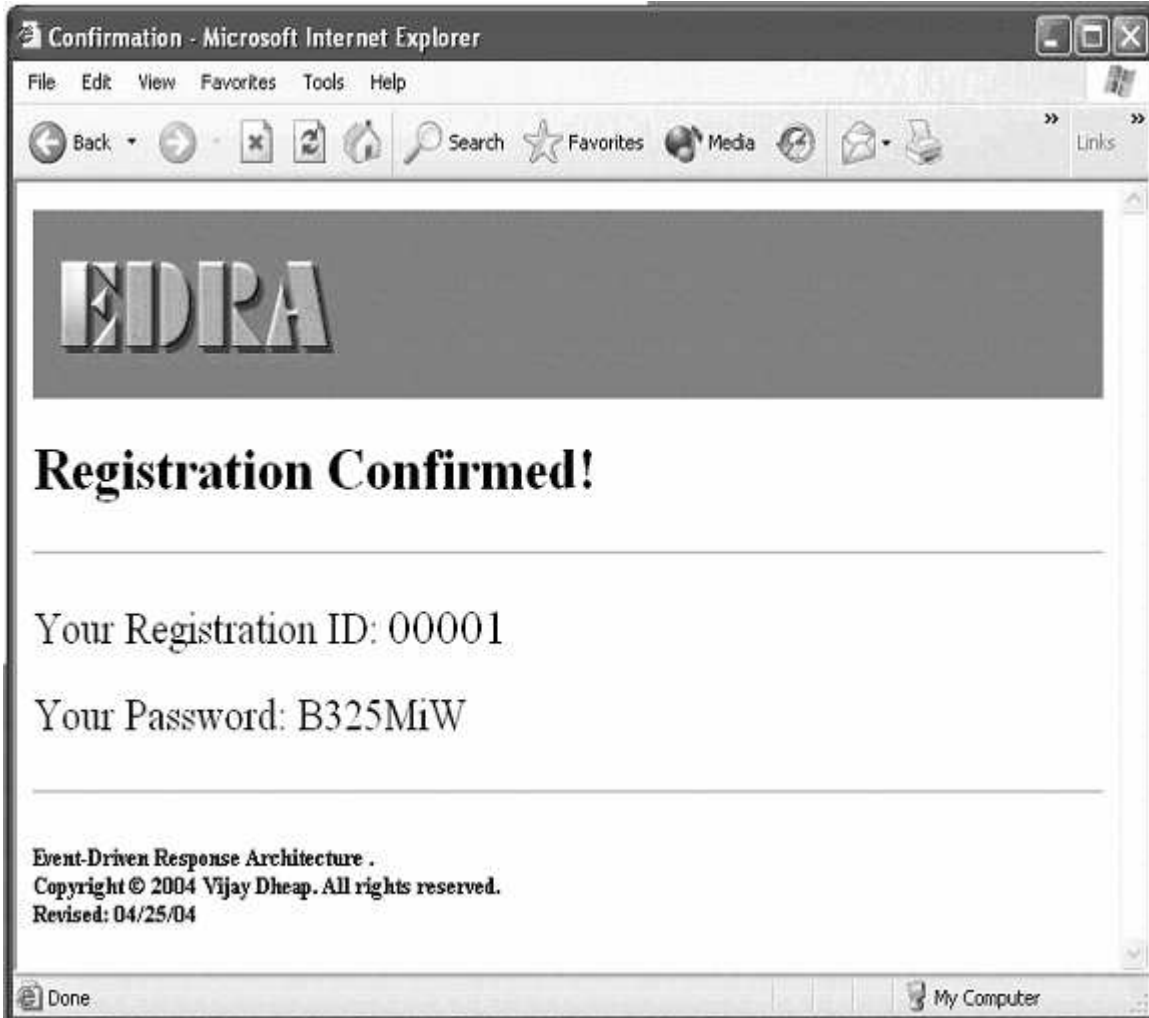 Confirmation - Microsoft Internet Explorer
File Edit View Favorites Tools Help
Back Search Favorites Media » Links »
EDRA
Registration Confirmed!
Your Registration ID: 00001
Your Password: B325MiW
Event-Driven Response Architecture .
Copyright © 2004 Vijay Dheap. All rights reserved.
Revised: 04/25/04
Done My Computer